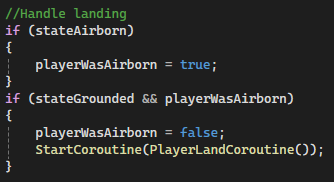 //Handle landing
if (stateAirborn)
{
    playerWasAirborn = true;
}
if (stateGrounded && playerWasAirborn)
{
    playerWasAirborn = false;
    StartCoroutine(PlayerLandCoroutine());
}